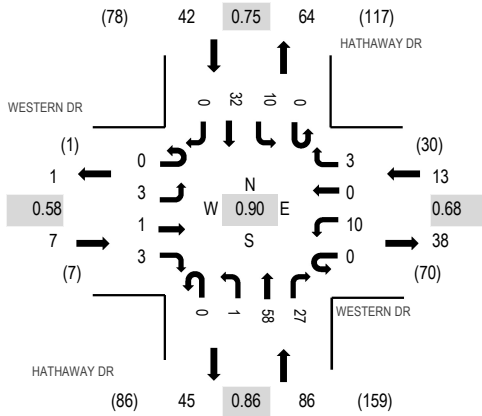 (78) 42 0.75 64 (117)
HATHAWAY DR
0 32 10 0
WESTERN DR
(1) 0 3 (30)
1 N 13
3 0
0.58 W 0.90 E 0.68
1 10
7 S 38
3 0
(7) (70)
0 1 58 27
WESTERN DR
HATHAWAY DR
(86) 45 0.86 86 (159)